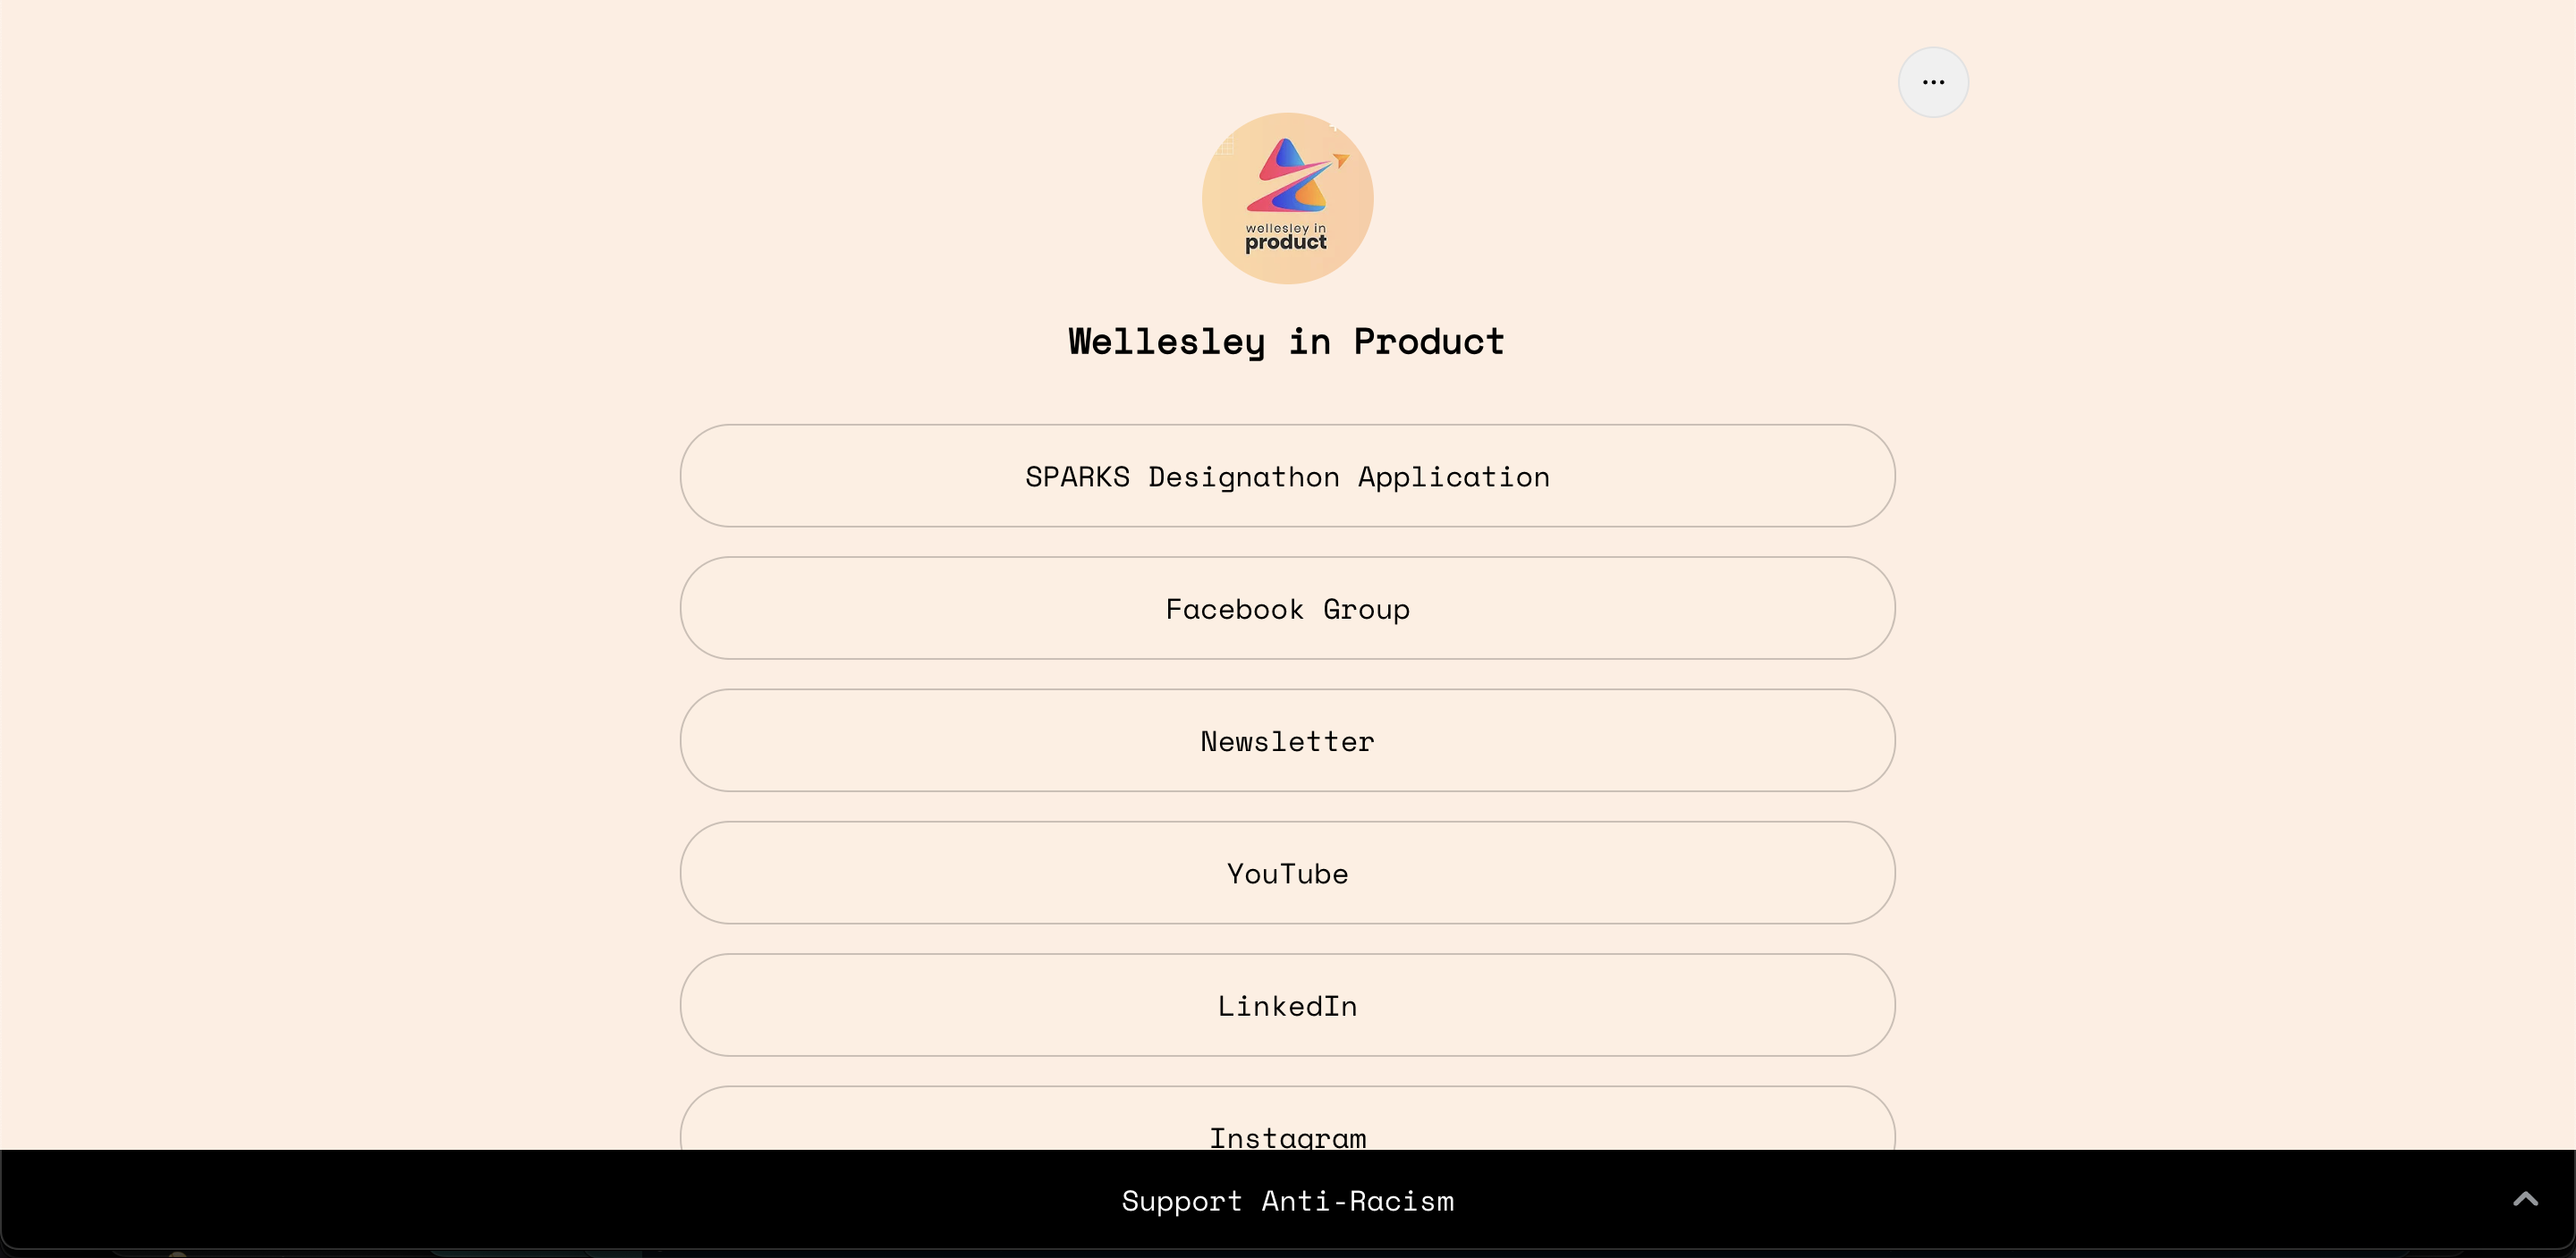 ...
wellesley in
product
Wellesley in Product
SPARKS Designathon Application
Facebook Group
Newsletter
YouTube
LinkedIn
Instagram
Support Anti-Racism